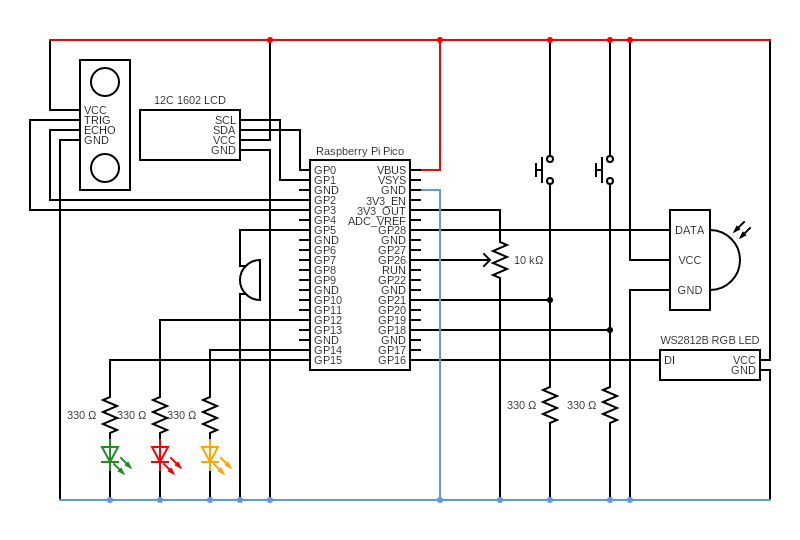 12C 1602 LCD
VCC
TRIG
ECHO
GND
SCL
SDA
VCC
GND
Raspberry Pi Pico
GP0
GP1
GND
GP2
GP3
GP4
GP5
GND
GP6
GP7
GP8
GP9
GND
GP10
GP11
GP12
GP13
GND
GP14
GP15
VBUS
VSYS
GND
3V3_EN
3V3_OUT
ADC_VREF
GP28
GND
GP27
GP26
RUN
GP22
GND
GP21
GP20
GP19
GP18
GND
GP17
GP16
10 kΩ
DATA
VCC
GND
WS2812B RGB LED
DI
VCC
GND
330 Ω
330 Ω
330 Ω
330 Ω
330 Ω